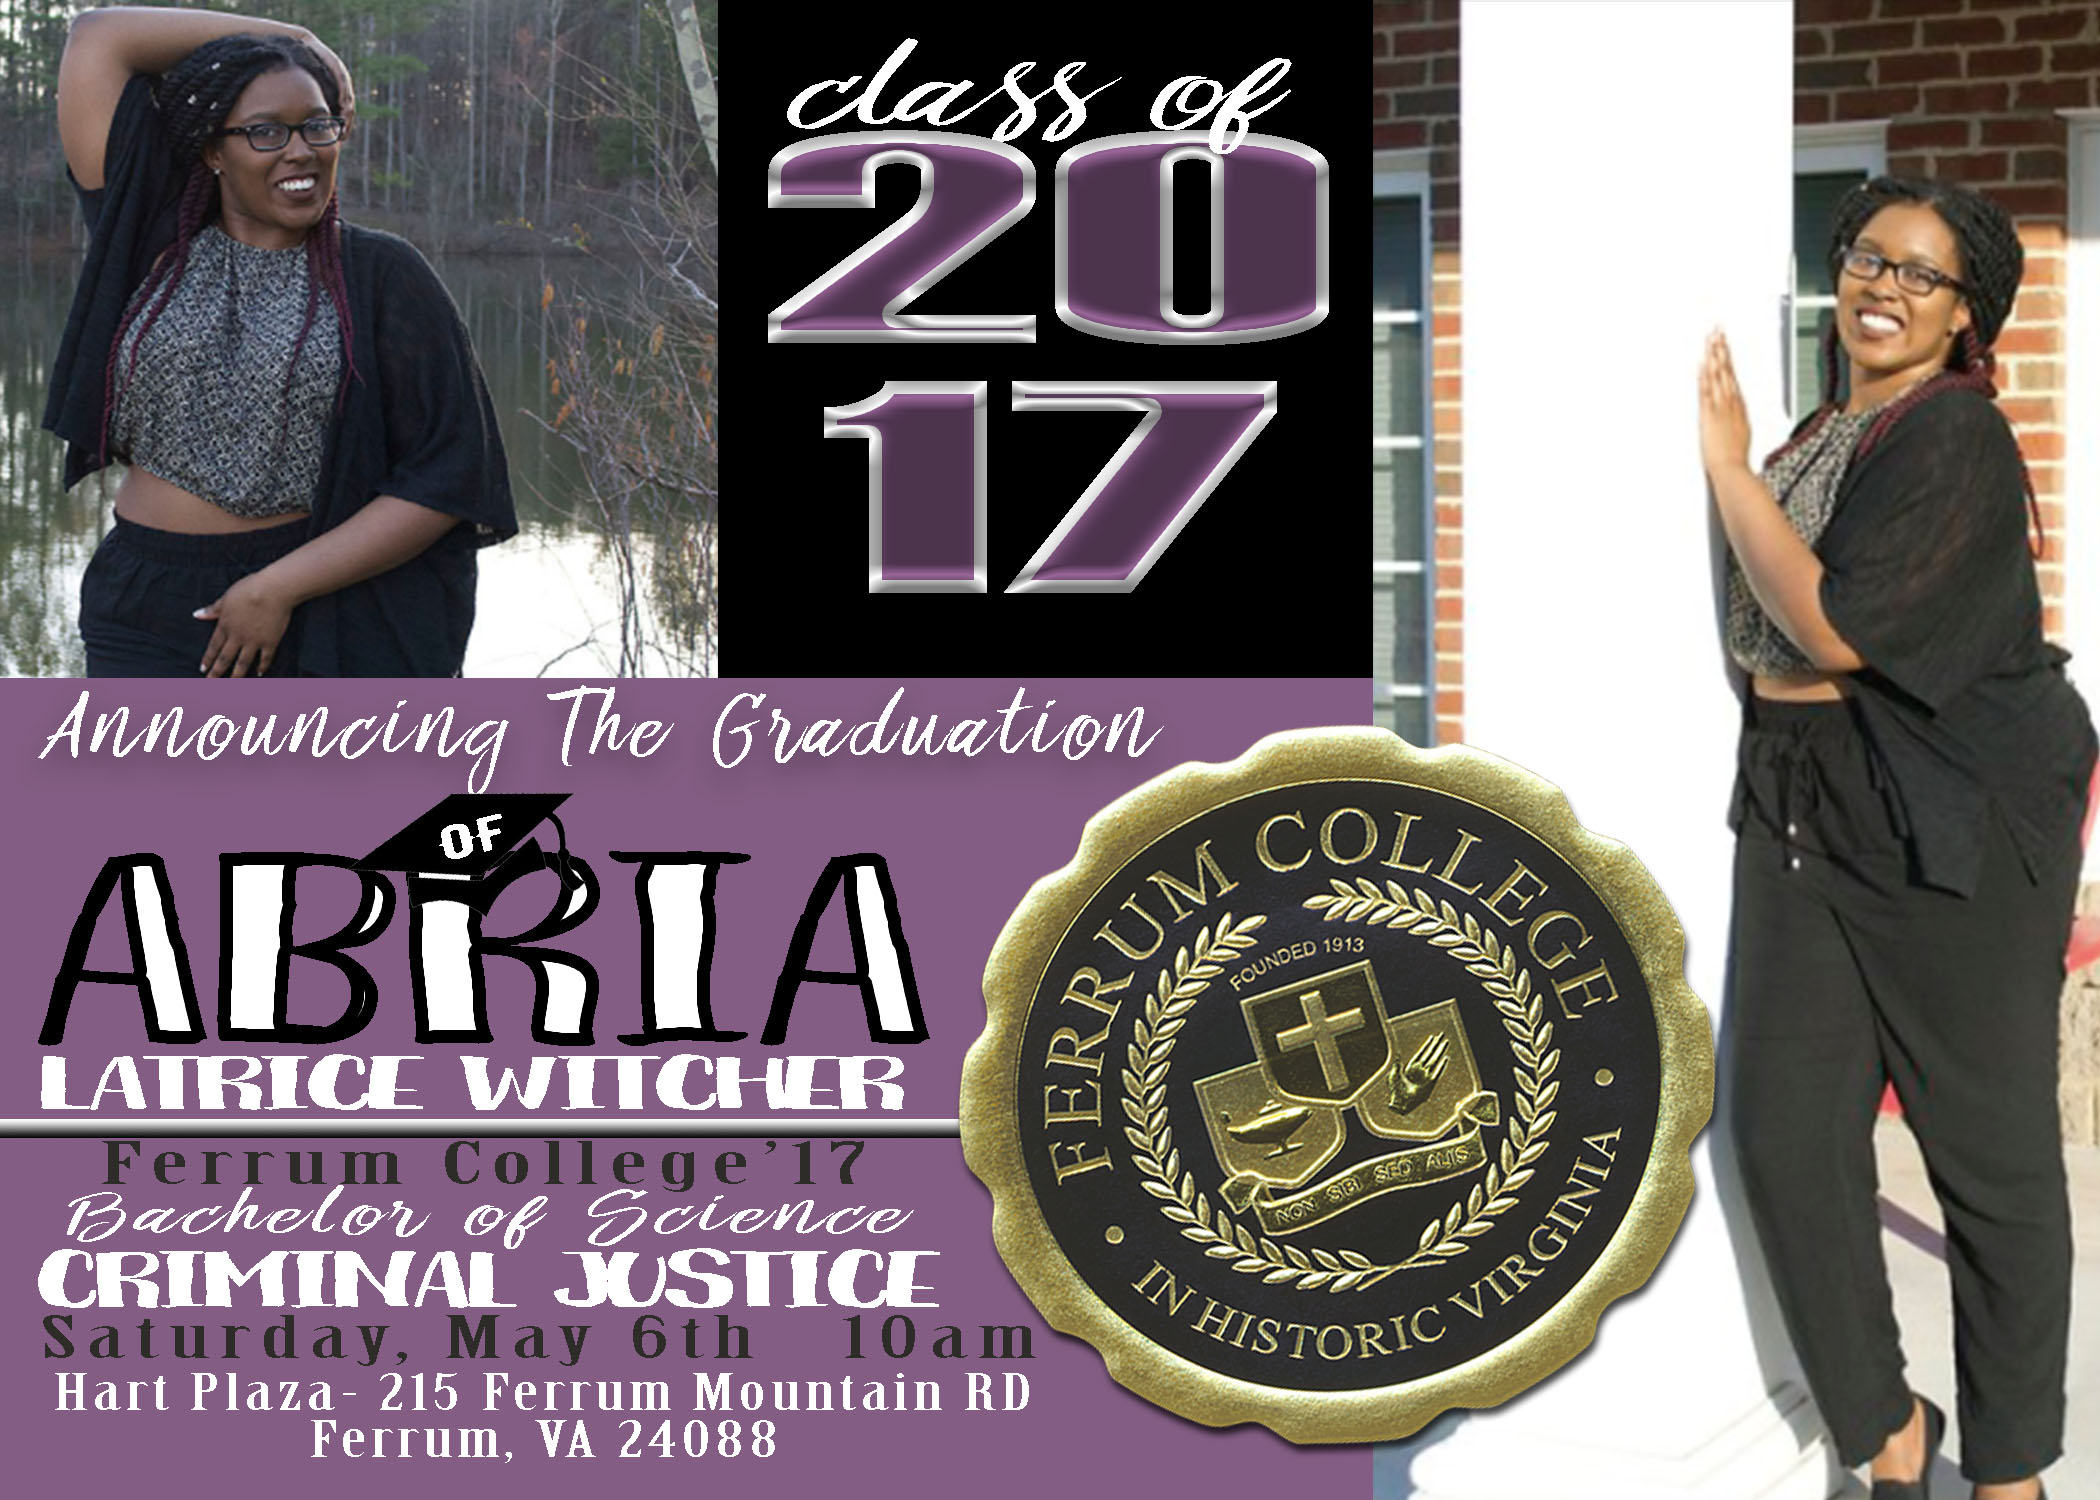 class of
20
17
Announcing The Graduation
OF
ABRIA
LATRICE WITCHER
Ferrum College'17
Bachelor of Science
CRIMINAL JUSTICE
Saturday, May 6th 10am
Hart Plaza- 215 Ferrum Mountain RD
Ferrum, VA 24088
FERRUM COLLEGE
FOUNDED 1913
NON SIBI SED ALIIS
IN HISTORIC VIRGINIA